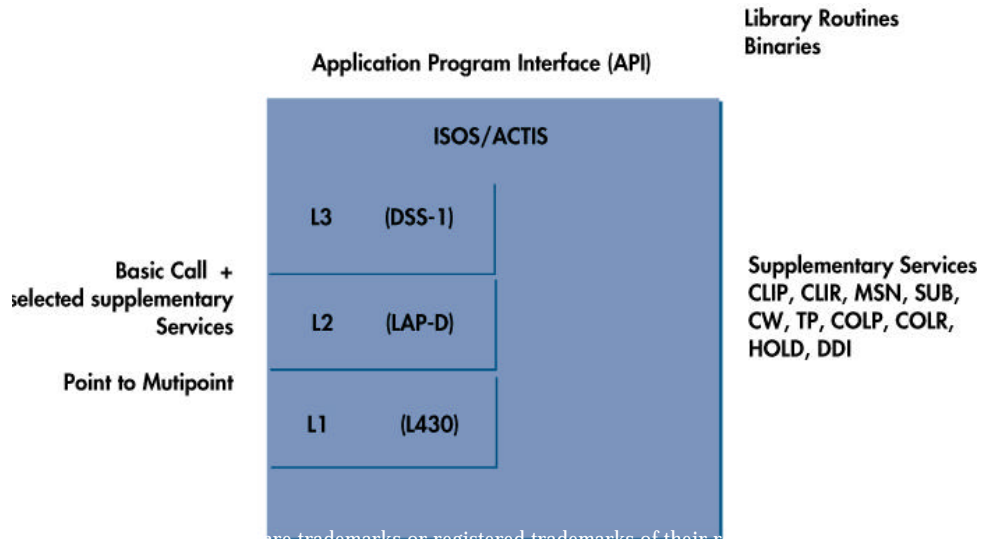 Library Routines
Binaries
Application Program Interface (API)
ISOS/ACTIS
L3 (DSS-1)
Basic Call +
selected supplementary
Services
L2 (LAP-D)
Supplementary Services
CLIP, CLIR, MSN, SUB,
CW, TP, COLP, COLR,
HOLD, DDI
Point to Mutipoint
L1 (L430)
are trademarks or registered trademarks of their